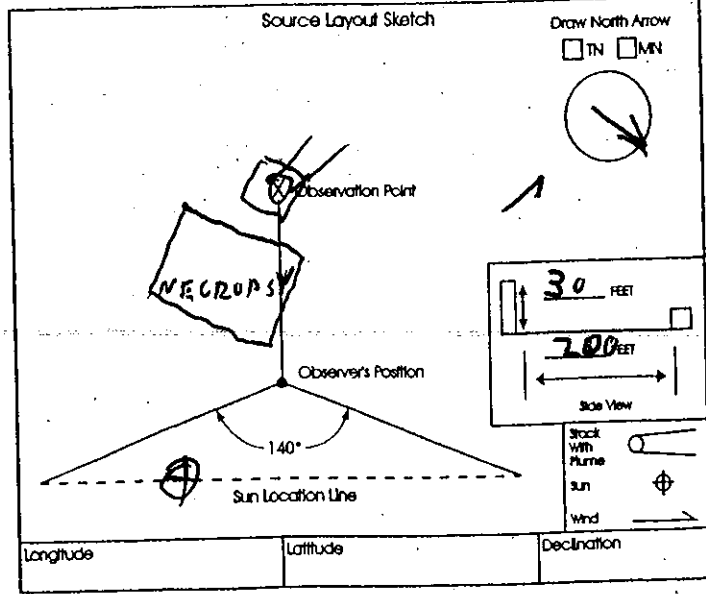 Source Layout Sketch
Draw North Arrow
TN MN
Observation Point
NECROPS
30 FEET
200 FEET
Side View
Observer's Position
140°
Sun Location Line
Stack
With
Plume
Sun
Wind
Longitude Latitude Declination